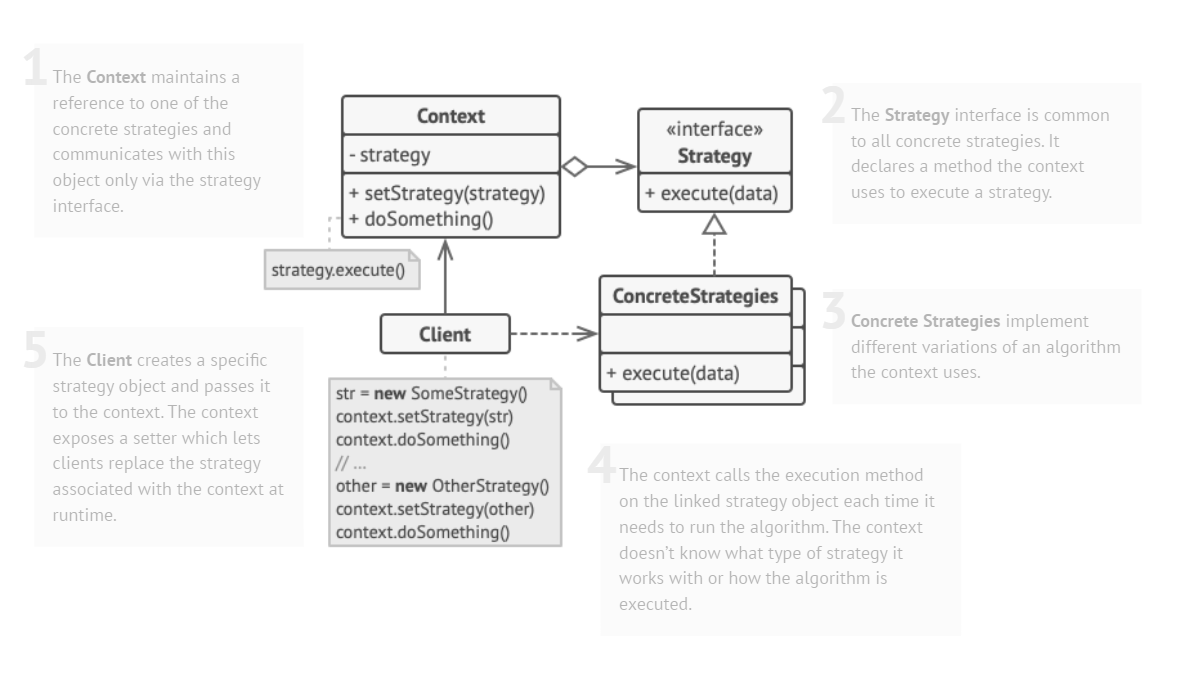 1
The Context maintains a
reference to one of the
concrete strategies and
communicates with this
object only via the strategy
interface.
Context
- strategy
+ setStrategy(strategy)
+ doSomething()
strategy.execute()
«interface»
Strategy
+ execute(data)
2
The Strategy interface is common
to all concrete strategies. It
declares a method the context
uses to execute a strategy.
ConcreteStrategies
+ execute(data)
3
Concrete Strategies implement
different variations of an algorithm
the context uses.
Client
str = new SomeStrategy()
context.setStrategy(str)
context.doSomething()
// ...
other = new OtherStrategy()
context.setStrategy(other)
context.doSomething()
4
The context calls the execution method
on the linked strategy object each time it
needs to run the algorithm. The context
doesn’t know what type of strategy it
works with or how the algorithm is
executed.
5
The Client creates a specific
strategy object and passes it
to the context. The context
exposes a setter which lets
clients replace the strategy
associated with the context at
runtime.